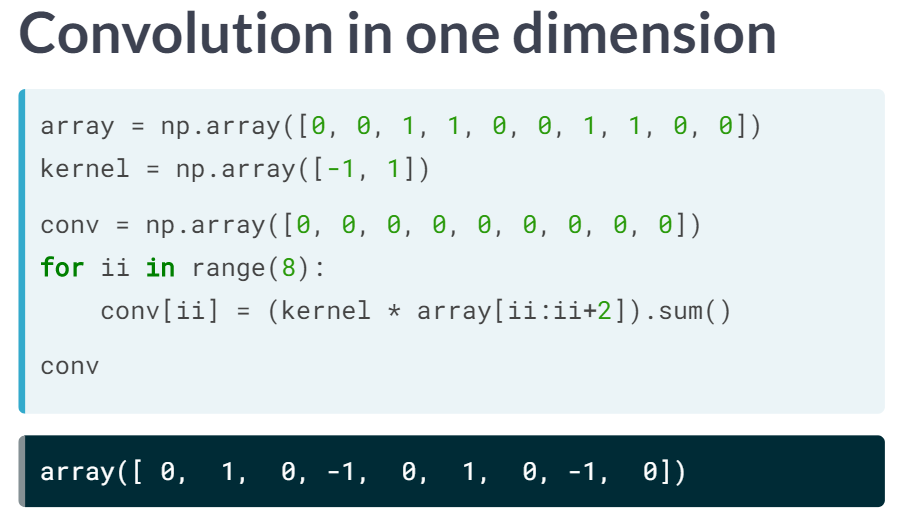 Convolution in one dimension
array = np.array([0, 0, 1, 1, 0, 0, 1, 1, 0, 0])
kernel = np.array([-1, 1])
conv = np.array([0, 0, 0, 0, 0, 0, 0, 0, 0])
for ii in range(8):
    conv[ii] = (kernel * array[ii:ii+2]).sum()
conv
array([ 0,  1,  0, -1,  0,  1,  0, -1,  0])